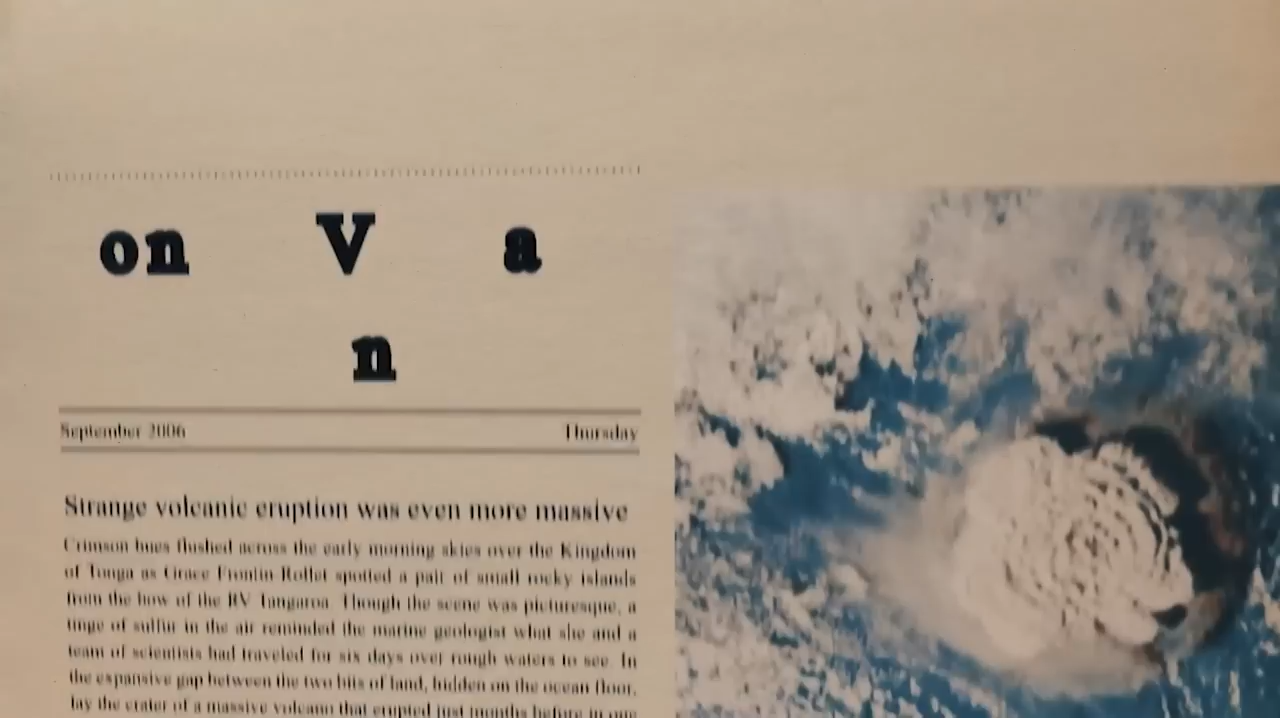 on V a
n
September 2006 Thursday
Strange volcanic eruption was even more massive
Crimson hues flushed across the early morning skies over the Kingdom
of Tonga as Grace Frontin Rollet spotted a pair of small rocky islands
from the bow of the RV Tangaroa. Though the scene was picturesque, a
tinge of sulfur in the air reminded the marine geologist what she and a
team of scientists had traveled for six days over rough waters to see. In
the expansive gap between the two bits of land, hidden on the ocean floor,
lay the crater of a massive volcano that erupted just months before in one